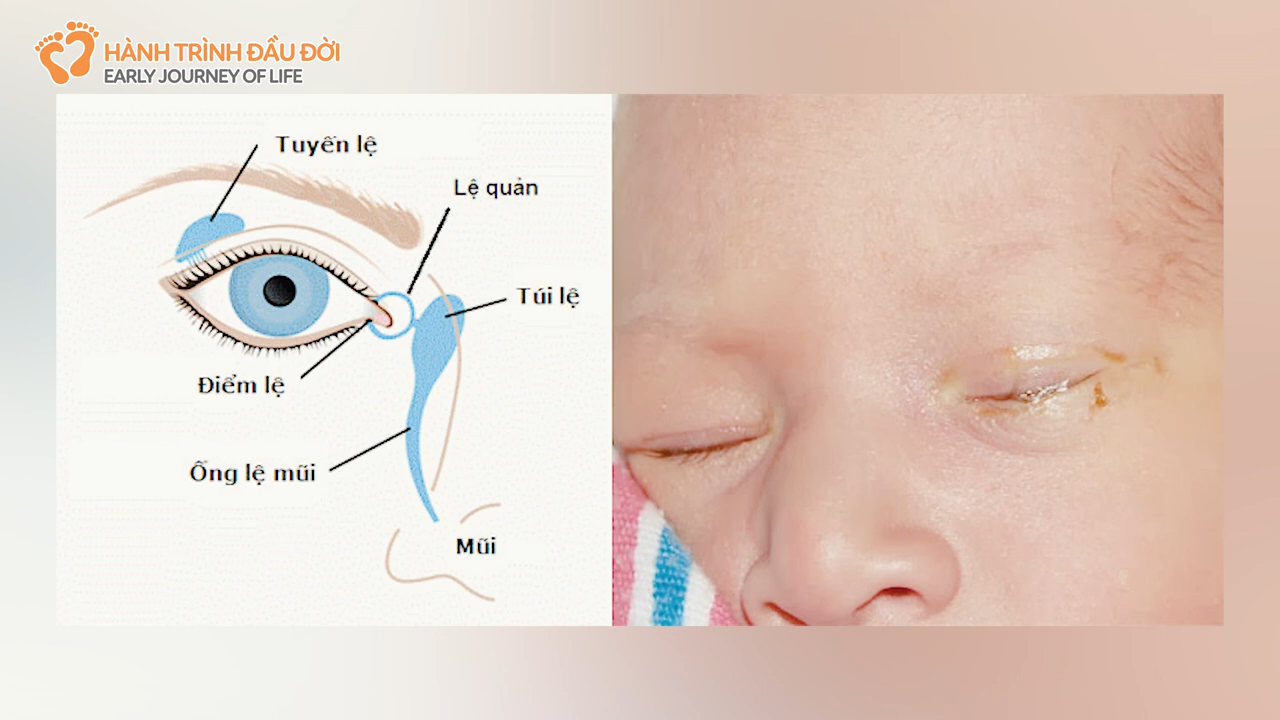 HÀNH TRÌNH ĐẦU ĐỜI
EARLY JOURNEY OF LIFE
Tuyến lệ
Lệ quản
Túi lệ
Điểm lệ
Ống lệ mũi
Mũi